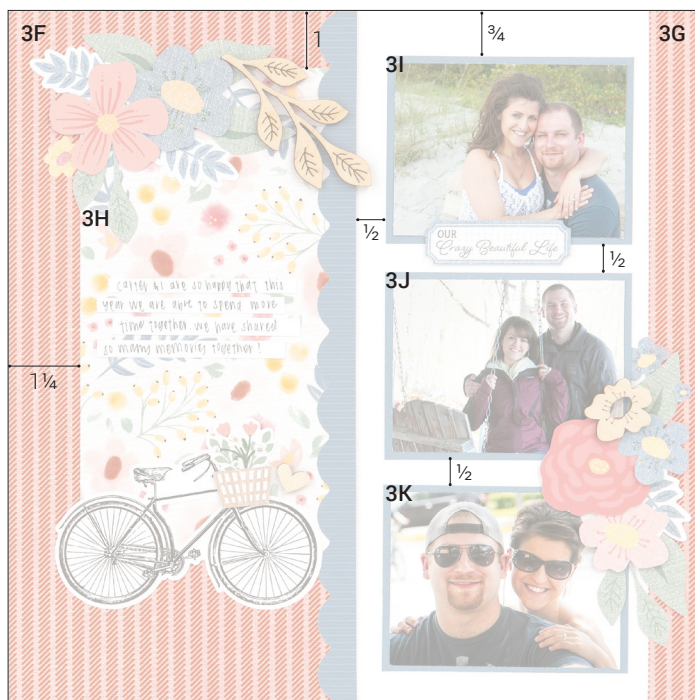 3F
1
¾
3G
3I
3H
½
OUR
Crazy Beautiful Life
½
3J
Carter & I are so happy that this
year we are able to spend more
time together. we have shared
so many memories together!
1¼
½
3K